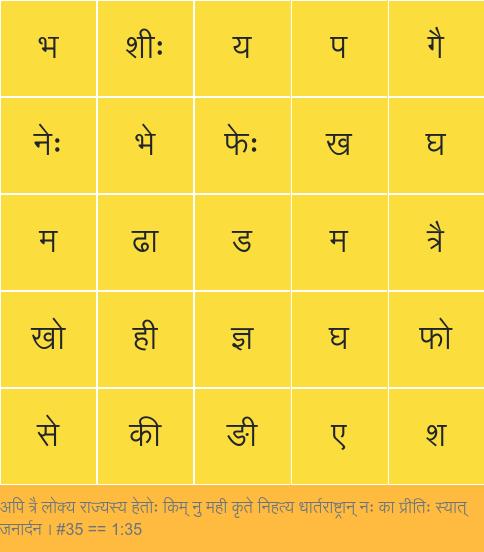 भ शीः य प गै
नेः भे फेः ख घ
म ढा ड म त्रै
खो ही ज्ञ घ फो
से की ङी ए श
अपि त्रै लोक्य राज्यस्य हेतोः किम् नु मही कृते निहत्य धार्तराष्ट्रान् नः का प्रीतिः स्यात्
जनार्दन । #35 == 1:35